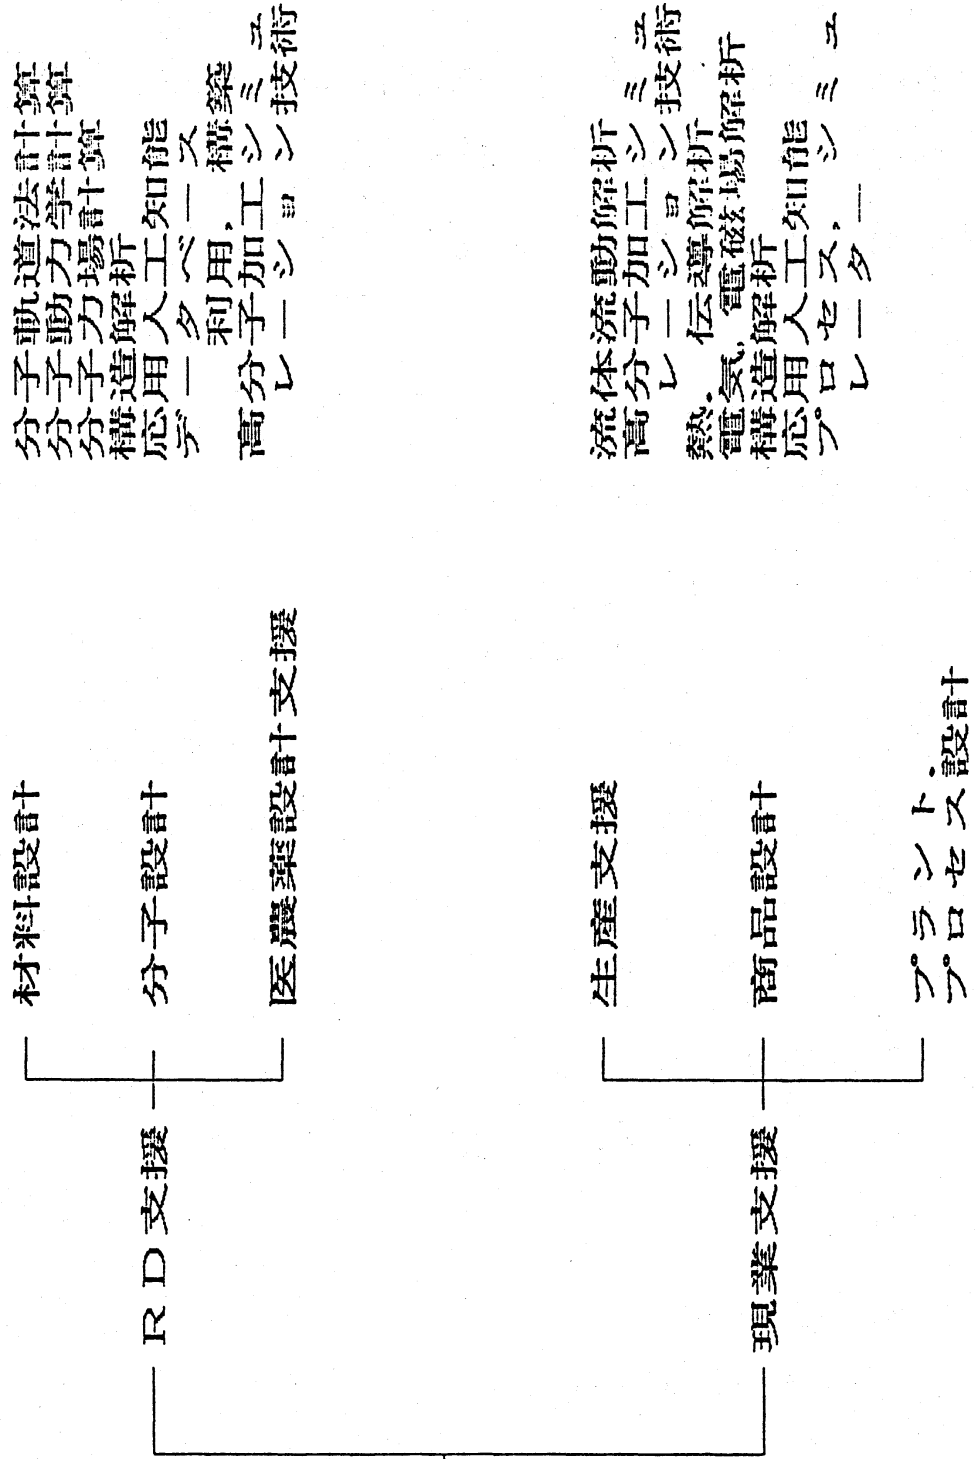 RD支援
材料設計
分子設計
医農薬設計支援
分子軌道法計算
分子動力学計算
分子力場計算
構造解析
応用人工知能
データベース
利用,構築
高分子加工シミュ
レーション技術
現業支援
生産支援
商品設計
プラント・
プロセス設計
流体流動解析
高分子加工シミュ
レーション技術
熱.伝導解析
電気,電磁場解析
構造解析
応用人工知能
プロセス,シミュ
レーター